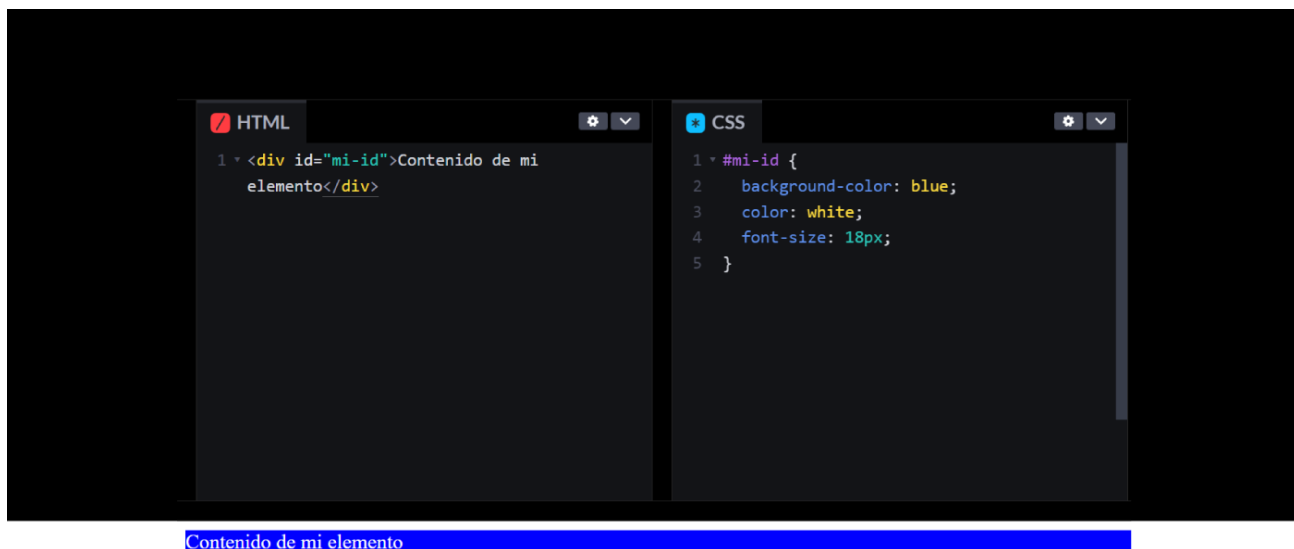 HTML
1 <div id="mi-id">Contenido de mi
elemento</div>
CSS
1 #mi-id {
2 background-color: blue;
3 color: white;
4 font-size: 18px;
5 }
Contenido de mi elemento